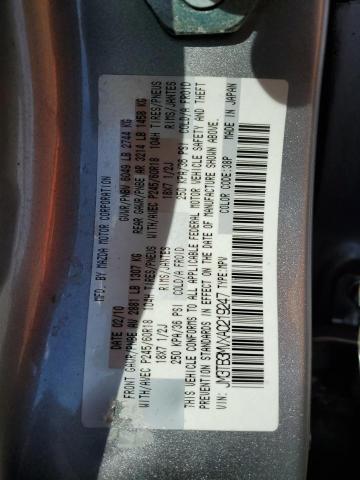 MFD. BY MAZDA MOTOR CORPORATION
DATE 02/10 GVWR/PNBV 6049 LB 2744 KG
FRONT GAWR/PNBE AV 2881 LB 1307 KG REAR GAWR/PNBE AR 3214 LB 1458 KG
WITH/AVEC P245/60R18 104H TIRES/PNEUS WITH/AVEC P245/60R18 104H TIRES/PNEUS
18X7 1/2J RIMS/JANTES 18X7 1/2J RIMS/JANTES
250 KPA/36 PSI COLD/A FROID 250 KPA/36 PSI COLD/A FROID
THIS VEHICLE CONFORMS TO ALL APPLICABLE FEDERAL MOTOR VEHICLE SAFETY AND THEFT
PREVENTION STANDARDS IN EFFECT ON THE DATE OF MANUFACTURE SHOWN ABOVE.
VIN: JM3TB3MVXA0219247 TYPE:MPV COLOR CODE:38P MADE IN JAPAN